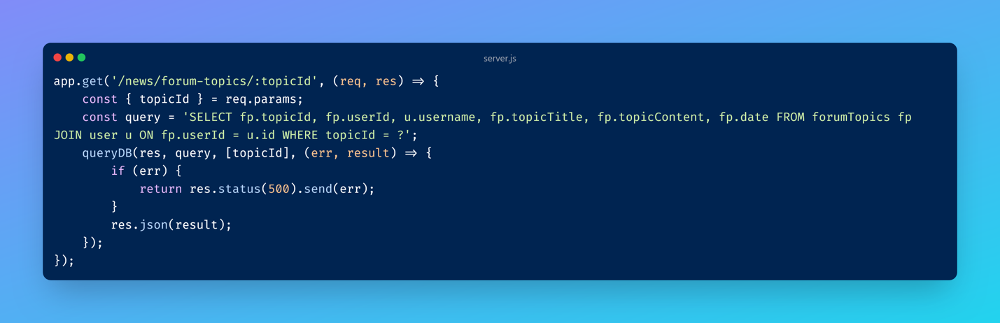 server.js
app.get('/news/forum-topics/:topicId', (req, res) => {
    const { topicId } = req.params;
    const query = 'SELECT fp.topicId, fp.userId, u.username, fp.topicTitle, fp.topicContent, fp.date FROM forumTopics fp
JOIN user u ON fp.userId = u.id WHERE topicId = ?';
    queryDB(res, query, [topicId], (err, result) => {
        if (err) {
            return res.status(500).send(err);
        }
        res.json(result);
    });
});